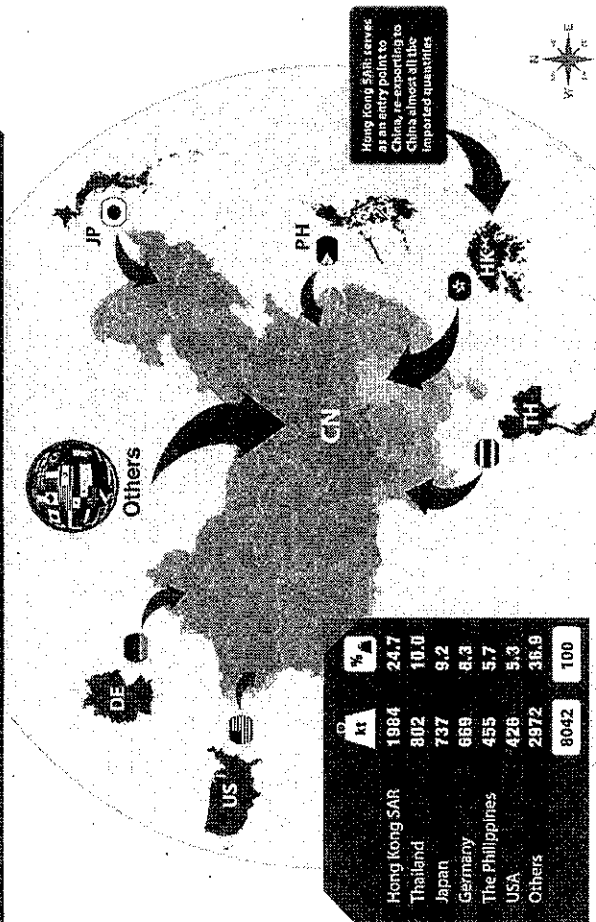 Hong Kong SAR: serves
as an entry point to
China, re-exporting to
China almost all the
imported quantities
N
E
W
JP
PH
HK
TH
CN
Others
DE
US
kt %
Hong Kong SAR 1984 24.7
Thailand 802 10.0
Japan 737 9.2
Germany 669 8.3
The Philippines 455 5.7
USA 426 5.3
Others 2972 36.9
8042 100